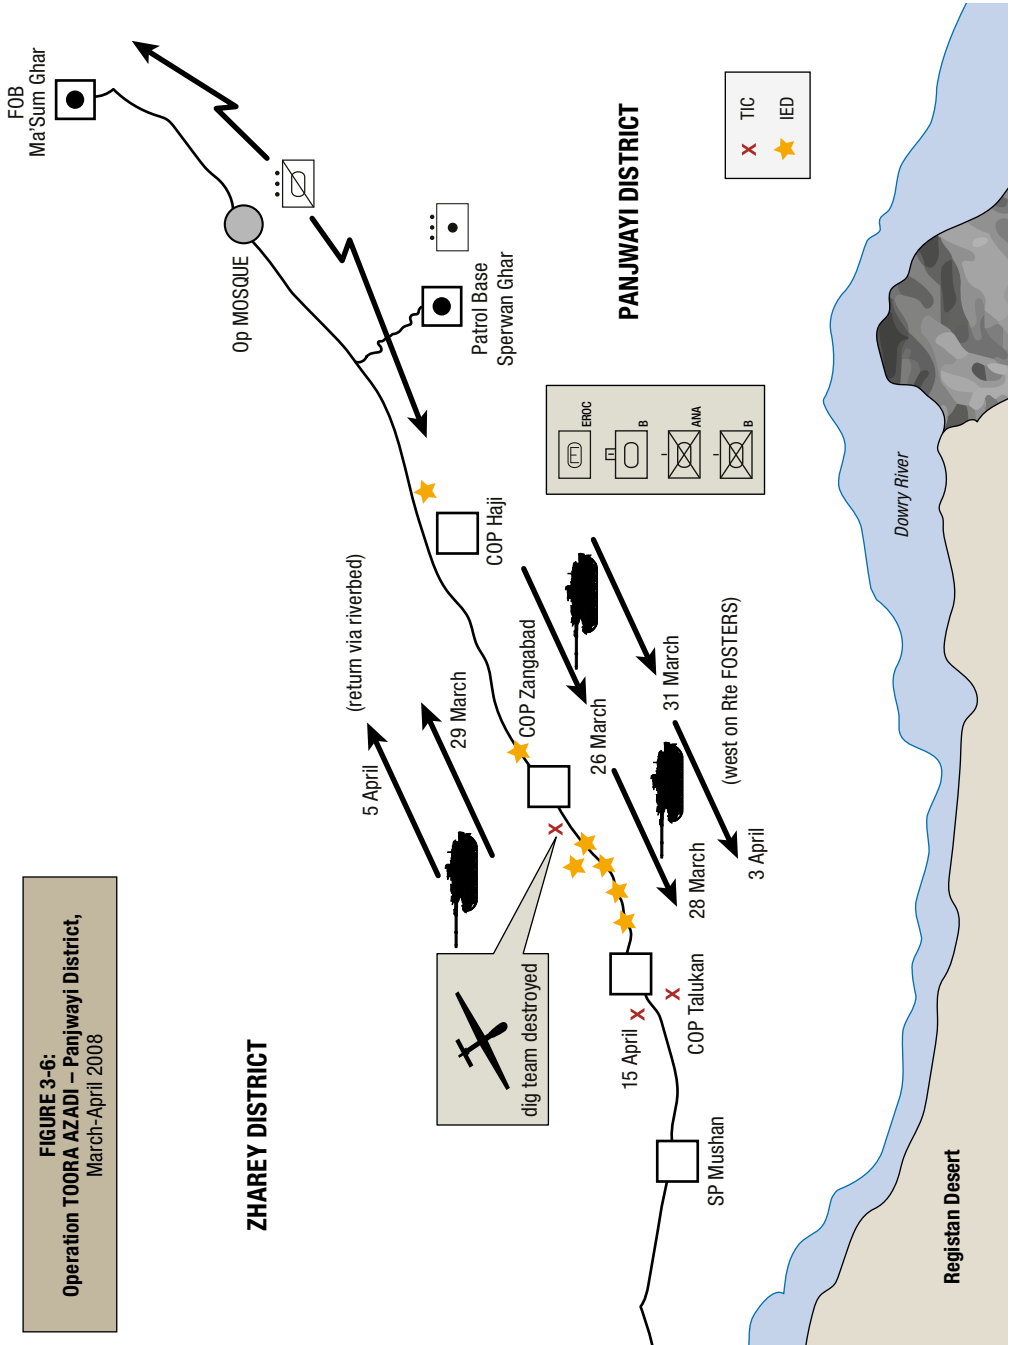 FIGURE 3-6:
Operation TOORA AZADI – Panjwayi District,
March-April 2008
ZHAREY DISTRICT
FOB
Ma'Sum Ghar
Op MOSQUE
Patrol Base
Sperwan Ghar
PANJWAYI DISTRICT
X TIC
IED
(return via riverbed)
5 April
29 March
COP Haji
EROC
B
I
ANA
I
B
COP Zangabad
26 March
31 March
(west on Rte FOSTERS)
28 March
3 April
X
dig team destroyed
15 April
X
X
COP Talukan
SP Mushan
Dowry River
Registan Desert